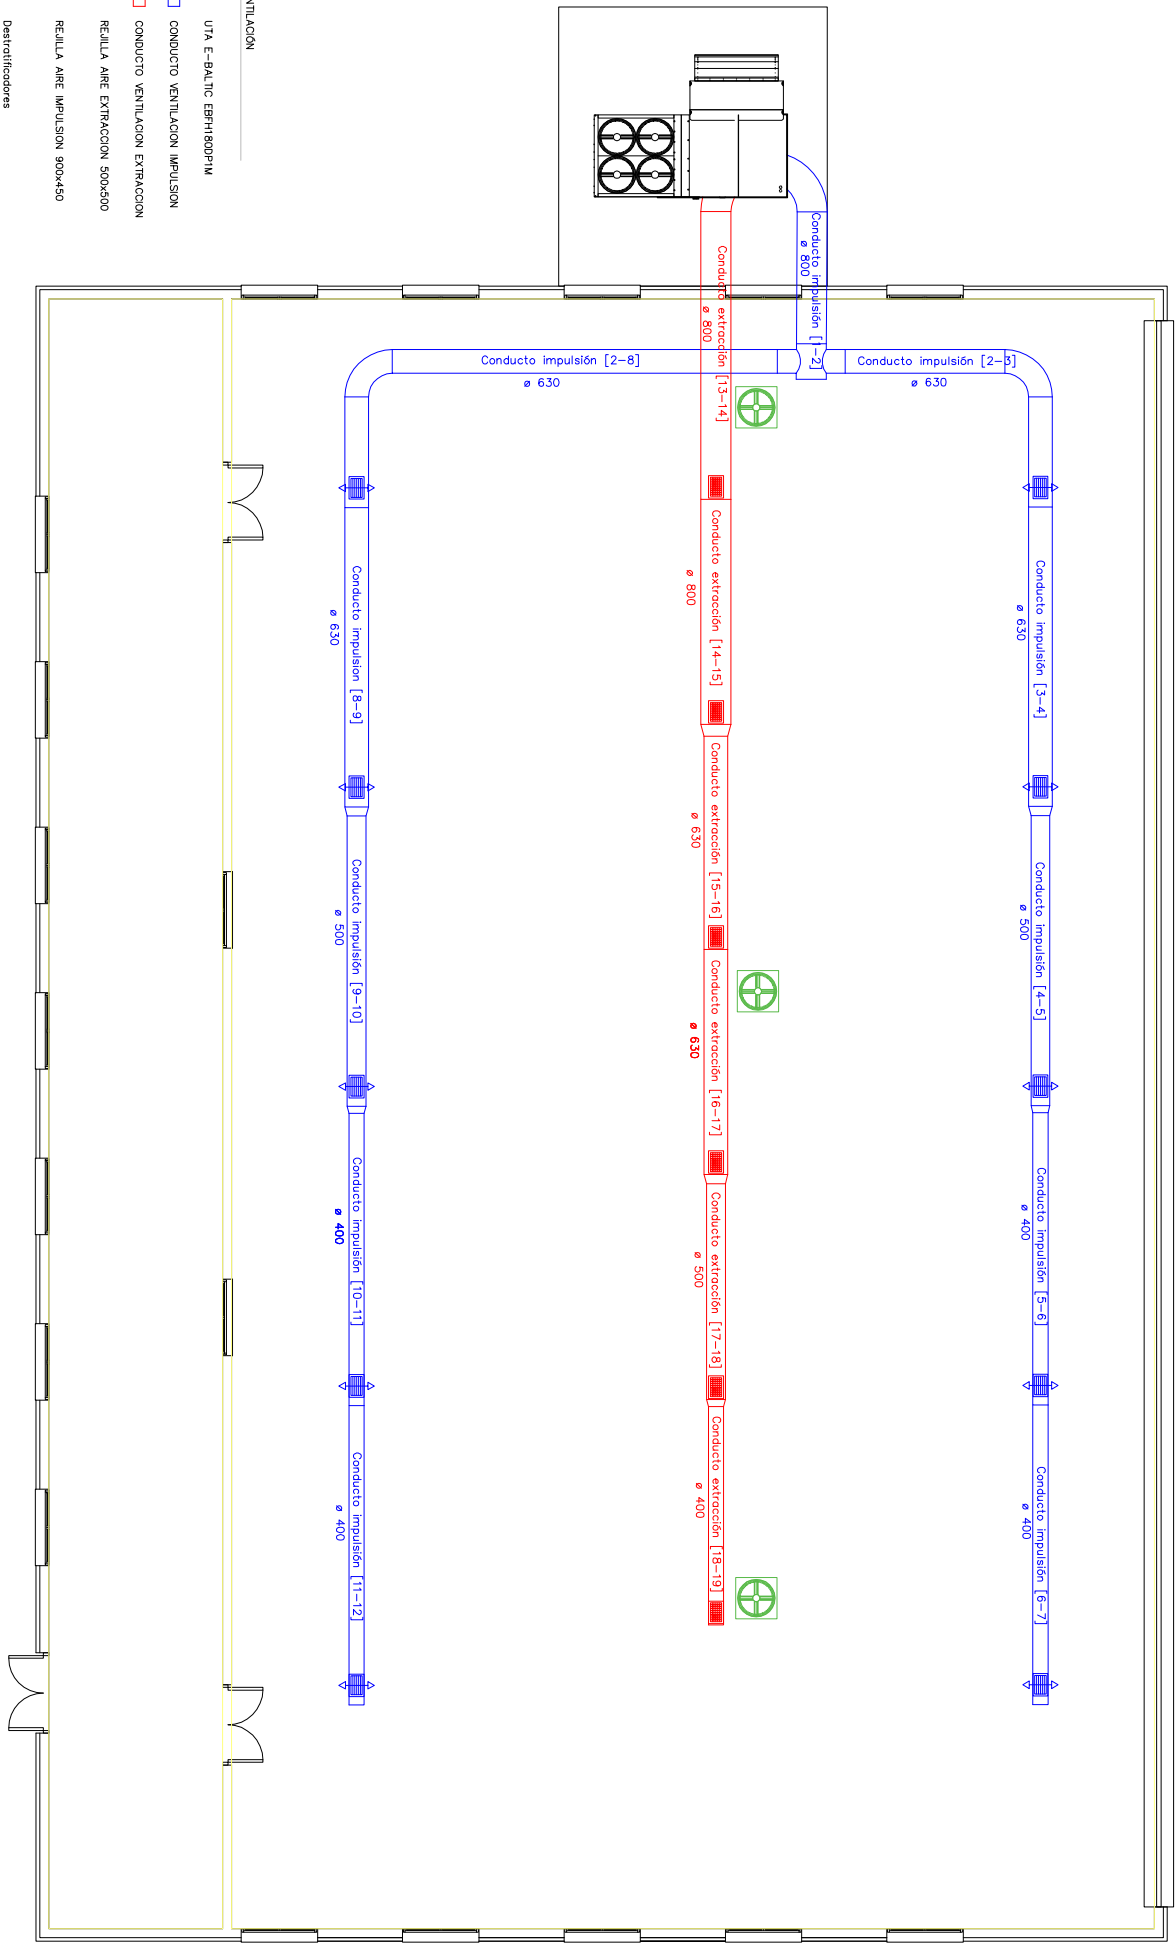 NTILACIÓN
UTA E-BALTIC EBFH180DP1M
CONDUCTO VENTILACION IMPULSION
CONDUCTO VENTILACION EXTRACCION
REJILLA AIRE EXTRACCION 500x500
REJILLA AIRE IMPULSION 900x450
Destratificadores
Conducto impulsión [1-2]
ø 800
Conducto extracción [13-14]
ø 800
Conducto impulsión [2-8]
ø 630
Conducto impulsión [2-3]
ø 630
Conducto impulsion [8-9]
ø 630
Conducto extracción [14-15]
ø 800
Conducto impulsión [3-4]
ø 630
Conducto impulsión [9-10]
ø 500
Conducto extracción [15-16]
ø 630
Conducto impulsión [4-5]
ø 500
Conducto extracción [16-17]
ø 630
Conducto impulsión [10-11]
ø 400
Conducto extracción [17-18]
ø 500
Conducto impulsión [5-6]
ø 400
Conducto impulsión [11-12]
ø 400
Conducto extracción [18-19]
ø 400
Conducto impulsión [6-7]
ø 400